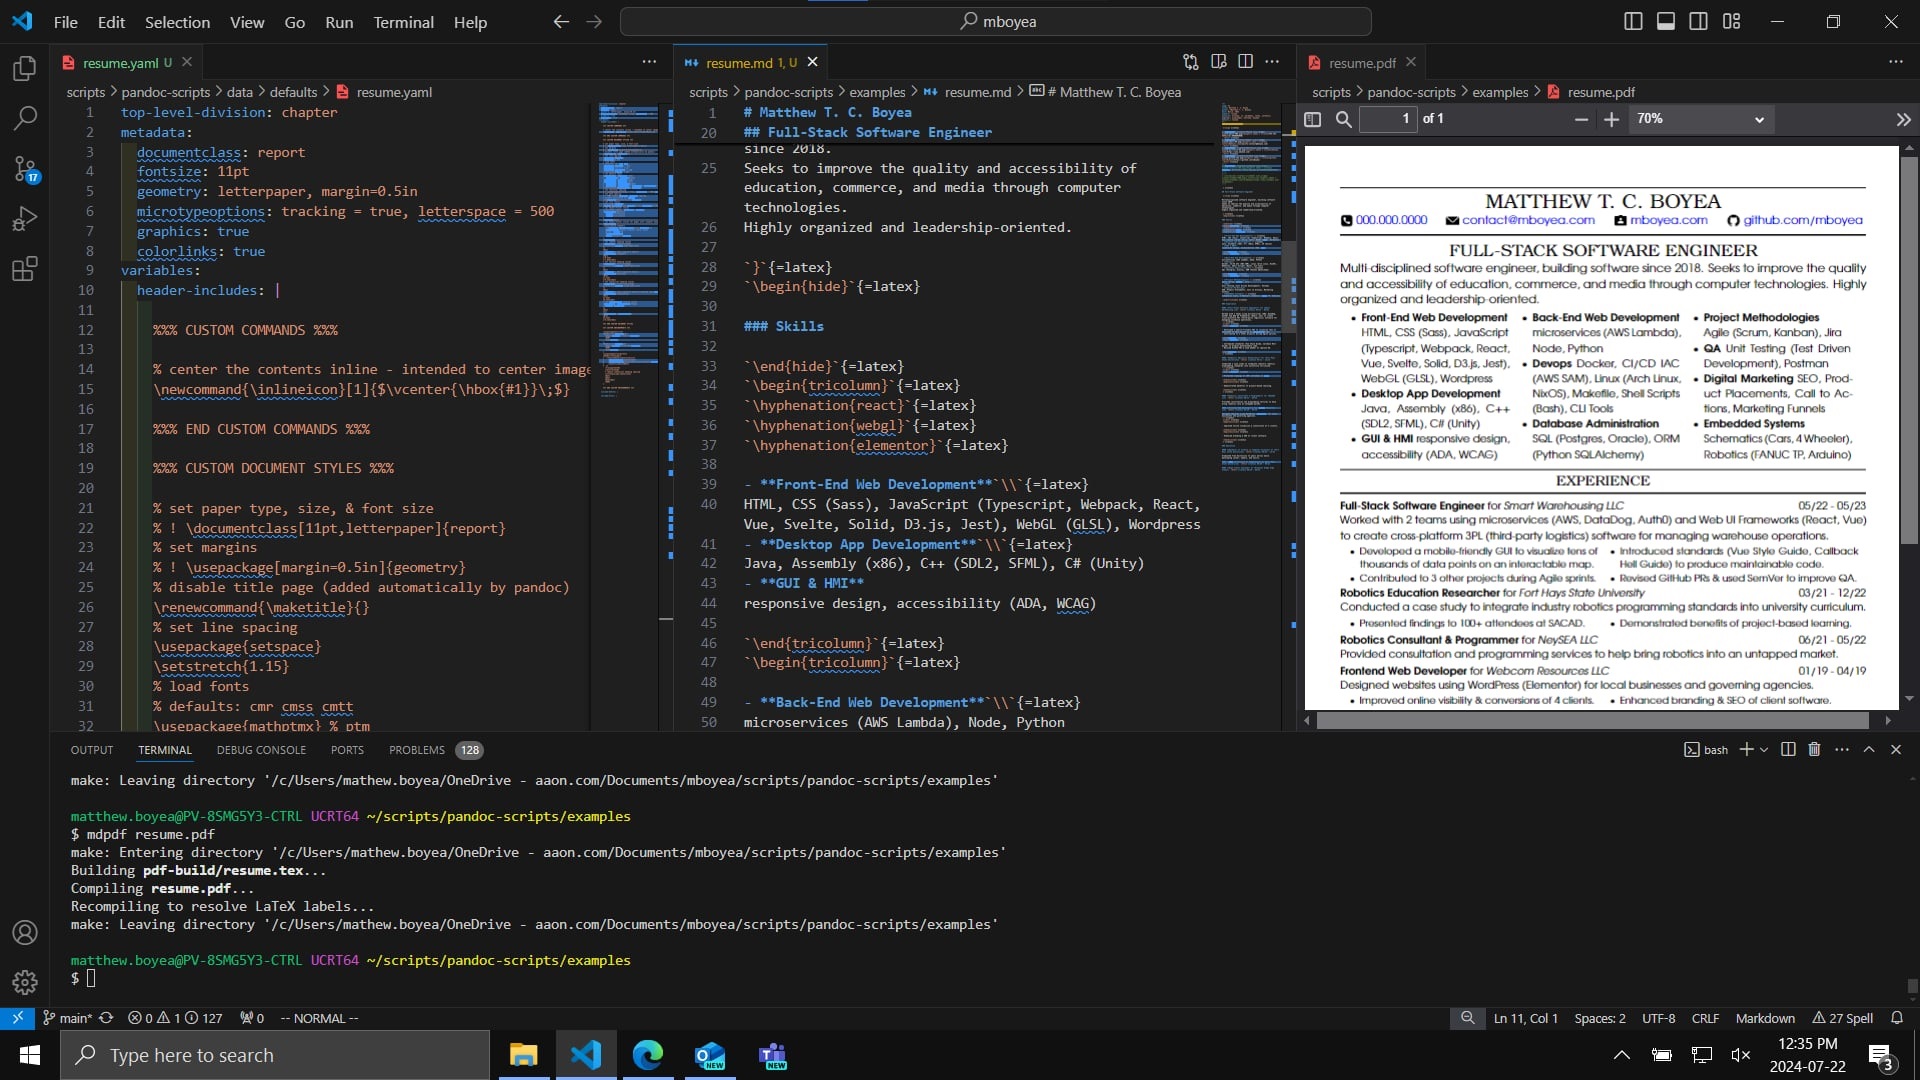 File Edit Selection View Go Run Terminal Help
mboyea
resume.yaml U
resume.md 1, U
resume.pdf
scripts > pandoc-scripts > data > defaults > resume.yaml
scripts > pandoc-scripts > examples > resume.md > # Matthew T. C. Boyea
scripts > pandoc-scripts > examples > resume.pdf
1 top-level-division: chapter
2 metadata:
3 documentclass: report
4 fontsize: 11pt
5 geometry: letterpaper, margin=0.5in
6 microtypeoptions: tracking = true, letterspace = 500
7 graphics: true
8 colorlinks: true
9 variables:
10 header-includes: |
11
12 %%% CUSTOM COMMANDS %%%
13
14 % center the contents inline - intended to center image
15 \newcommand{\inlineicon}[1]{$\vcenter{\hbox{#1}}\;$}
16
17 %%% END CUSTOM COMMANDS %%%
18
19 %%% CUSTOM DOCUMENT STYLES %%%
20
21 % set paper type, size, & font size
22 % ! \documentclass[11pt,letterpaper]{report}
23 % set margins
24 % ! \usepackage[margin=0.5in]{geometry}
25 % disable title page (added automatically by pandoc)
26 \renewcommand{\maketitle}{}
27 % set line spacing
28 \usepackage{setspace}
29 \setstretch{1.15}
30 % load fonts
31 % defaults: cmr cmss cmtt
32 \usepackage{mathptmx} % ptm
1 # Matthew T. C. Boyea
20 ## Full-Stack Software Engineer
since 2018.
25 Seeks to improve the quality and accessibility of
education, commerce, and media through computer
technologies.
26 Highly organized and leadership-oriented.
27
28 `}`{=latex}
29 `\begin{hide}`{=latex}
30
31 ### Skills
32
33 `\end{hide}`{=latex}
34 `\begin{tricolumn}`{=latex}
35 `\hyphenation{react}`{=latex}
36 `\hyphenation{webgl}`{=latex}
37 `\hyphenation{elementor}`{=latex}
38
39 - **Front-End Web Development**`\\`{=latex}
40 HTML, CSS (Sass), JavaScript (Typescript, Webpack, React,
Vue, Svelte, Solid, D3.js, Jest), WebGL (GLSL), Wordpress
41 - **Desktop App Development**`\\`{=latex}
42 Java, Assembly (x86), C++ (SDL2, SFML), C# (Unity)
43 - **GUI & HMI**
44 responsive design, accessibility (ADA, WCAG)
45
46 `\end{tricolumn}`{=latex}
47 `\begin{tricolumn}`{=latex}
48
49 - **Back-End Web Development**`\\`{=latex}
50 microservices (AWS Lambda), Node, Python
1 of 1
70%
MATTHEW T. C. BOYEA
000.000.0000 contact@mboyea.com mboyea.com github.com/mboyea
FULL-STACK SOFTWARE ENGINEER
Multi-disciplined software engineer, building software since 2018. Seeks to improve the quality
and accessibility of education, commerce, and media through computer technologies. Highly
organized and leadership-oriented.
• Front-End Web Development
HTML, CSS (Sass), JavaScript
(Typescript, Webpack, React,
Vue, Svelte, Solid, D3.js, Jest),
WebGL (GLSL), Wordpress
• Desktop App Development
Java, Assembly (x86), C++
(SDL2, SFML), C# (Unity)
• GUI & HMI responsive design,
accessibility (ADA, WCAG)
• Back-End Web Development
microservices (AWS Lambda),
Node, Python
• Devops Docker, CI/CD IAC
(AWS SAM), Linux (Arch Linux,
NixOS), Makefile, Shell Scripts
(Bash), CLI Tools
• Database Administration
SQL (Postgres, Oracle), ORM
(Python SQLAlchemy)
• Project Methodologies
Agile (Scrum, Kanban), Jira
• QA Unit Testing (Test Driven
Development), Postman
• Digital Marketing SEO, Prod-
uct Placements, Call to Ac-
tions, Marketing Funnels
• Embedded Systems
Schematics (Cars, 4 Wheeler),
Robotics (FANUC TP, Arduino)
EXPERIENCE
Full-Stack Software Engineer for Smart Warehousing LLC 05/22 - 05/23
Worked with 2 teams using microservices (AWS, DataDog, Auth0) and Web UI Frameworks (React, Vue)
to create cross-platform 3PL (third-party logistics) software for managing warehouse operations.
• Developed a mobile-friendly GUI to visualize tens of
thousands of data points on an interactable map.
• Contributed to 3 other projects during Agile sprints.
• Introduced standards (Vue Style Guide, Callback
Hell Guide) to produce maintainable code.
• Revised GitHub PRs & used SemVer to improve QA.
Robotics Education Researcher for Fort Hays State University 03/21 - 12/22
Conducted a case study to integrate industry robotics programming standards into university curriculum.
• Presented findings to 100+ attendees at SACAD. • Demonstrated benefits of project-based learning.
Robotics Consultant & Programmer for NeySEA LLC 06/21 - 05/22
Provided consultation and programming services to help bring robotics into an untapped market.
Frontend Web Developer for Webcom Resources LLC 01/19 - 04/19
Designed websites using WordPress (Elementor) for local businesses and governing agencies.
• Improved online visibility & conversions of 4 clients. • Enhanced branding & SEO of client software.
OUTPUT TERMINAL DEBUG CONSOLE PORTS PROBLEMS 128
bash
make: Leaving directory '/c/Users/mathew.boyea/OneDrive - aaon.com/Documents/mboyea/scripts/pandoc-scripts/examples'
matthew.boyea@PV-8SMG5Y3-CTRL UCRT64 ~/scripts/pandoc-scripts/examples
$ mdpdf resume.pdf
make: Entering directory '/c/Users/mathew.boyea/OneDrive - aaon.com/Documents/mboyea/scripts/pandoc-scripts/examples'
Building pdf-build/resume.tex...
Compiling resume.pdf...
Recompiling to resolve LaTeX labels...
make: Leaving directory '/c/Users/mathew.boyea/OneDrive - aaon.com/Documents/mboyea/scripts/pandoc-scripts/examples'
matthew.boyea@PV-8SMG5Y3-CTRL UCRT64 ~/scripts/pandoc-scripts/examples
$
17
main* 0 1 127 0 -- NORMAL --
Ln 11, Col 1 Spaces: 2 UTF-8 CRLF Markdown 27 Spell
Type here to search
NEW
NEW
12:35 PM
2024-07-22
3